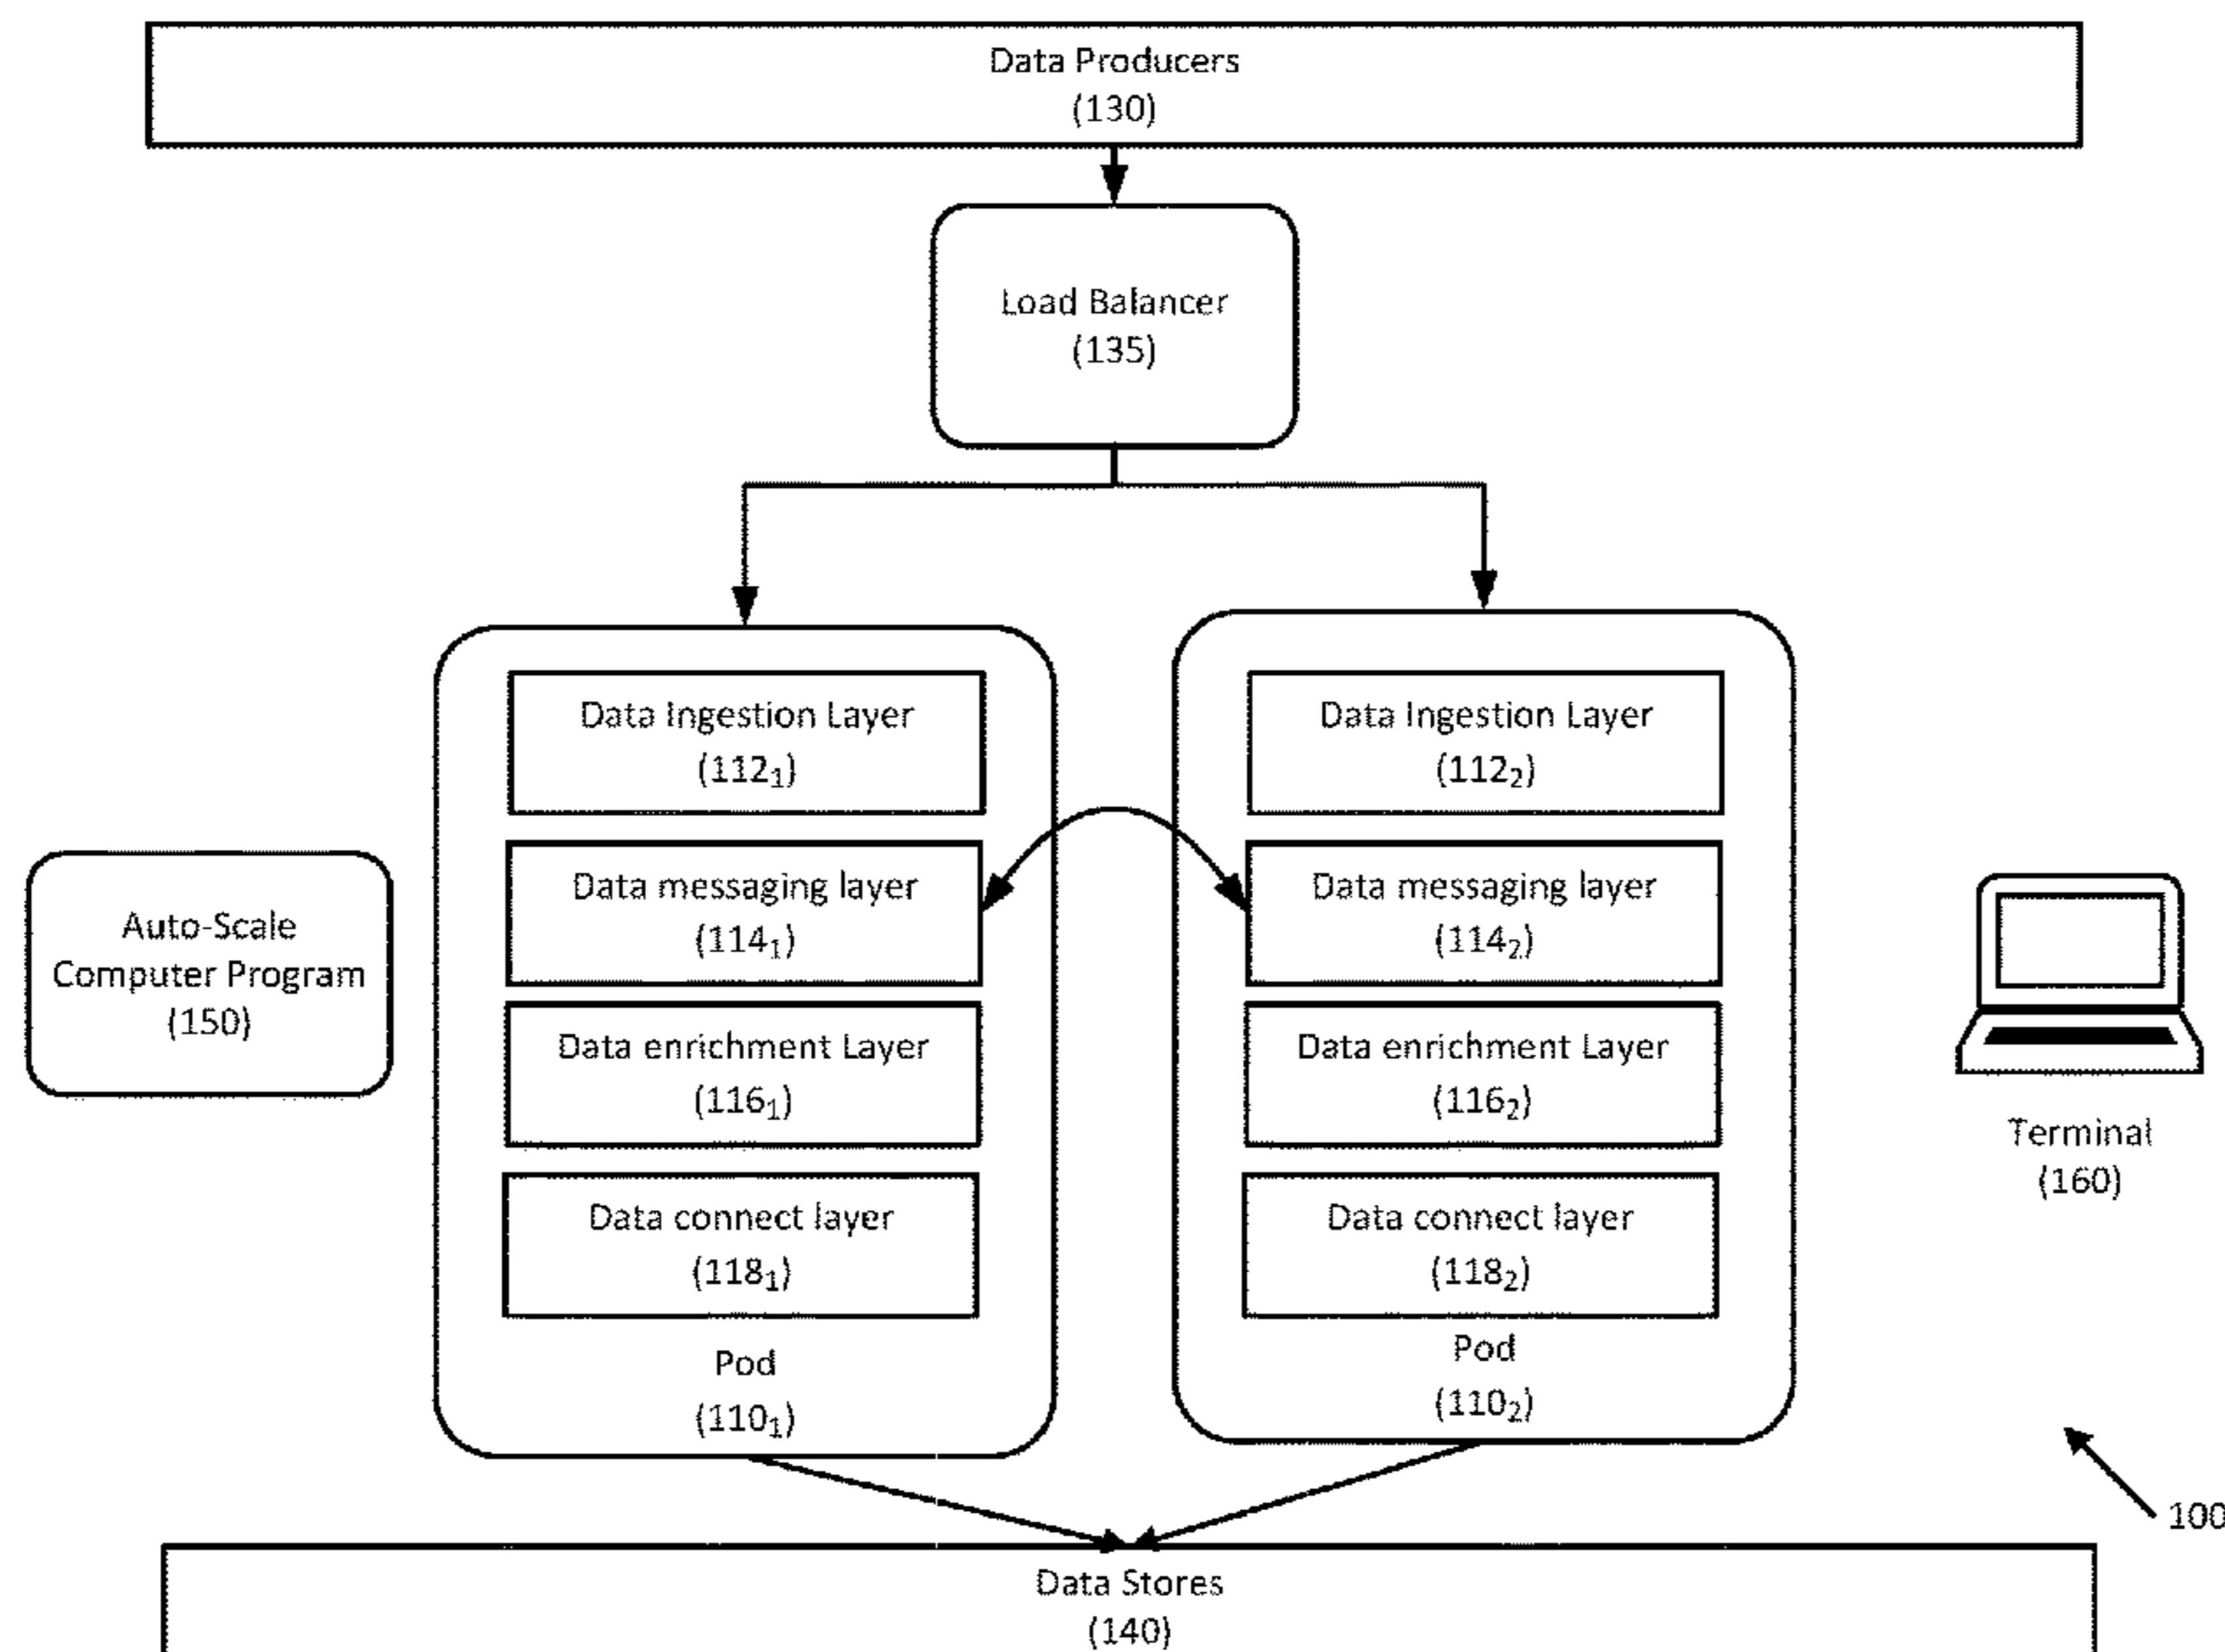 Data Producers
(130)
Load Balancer
(135)
Data Ingestion Layer
(112₁)
Data messaging layer
(114₁)
Data enrichment Layer
(116₁)
Data connect layer
(118₁)
Pod
(110₁)
Data Ingestion Layer
(112₂)
Data messaging layer
(114₂)
Data enrichment Layer
(116₂)
Data connect layer
(118₂)
Pod
(110₂)
Auto-Scale
Computer Program
(150)
Terminal
(160)
100
Data Stores
(140)